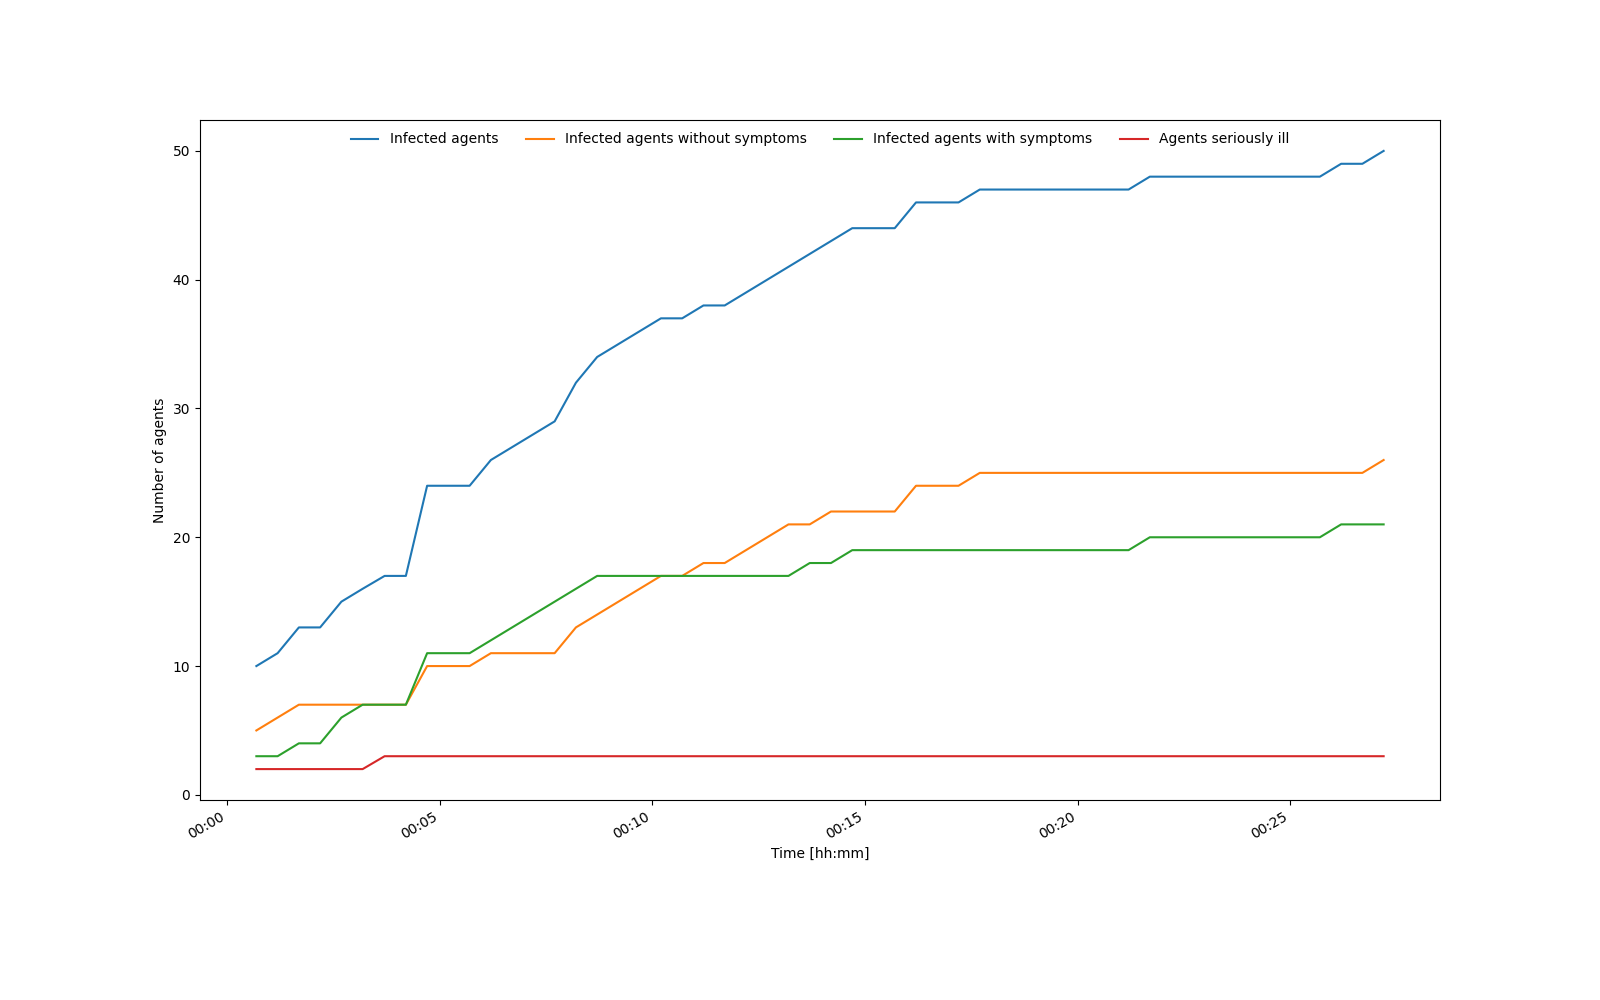 Infected agents
Infected agents without symptoms
Infected agents with symptoms
Agents seriously ill
50
40
30
20
10
0
Number of agents
00:00
00:05
00:10
00:15
00:20
00:25
Time [hh:mm]